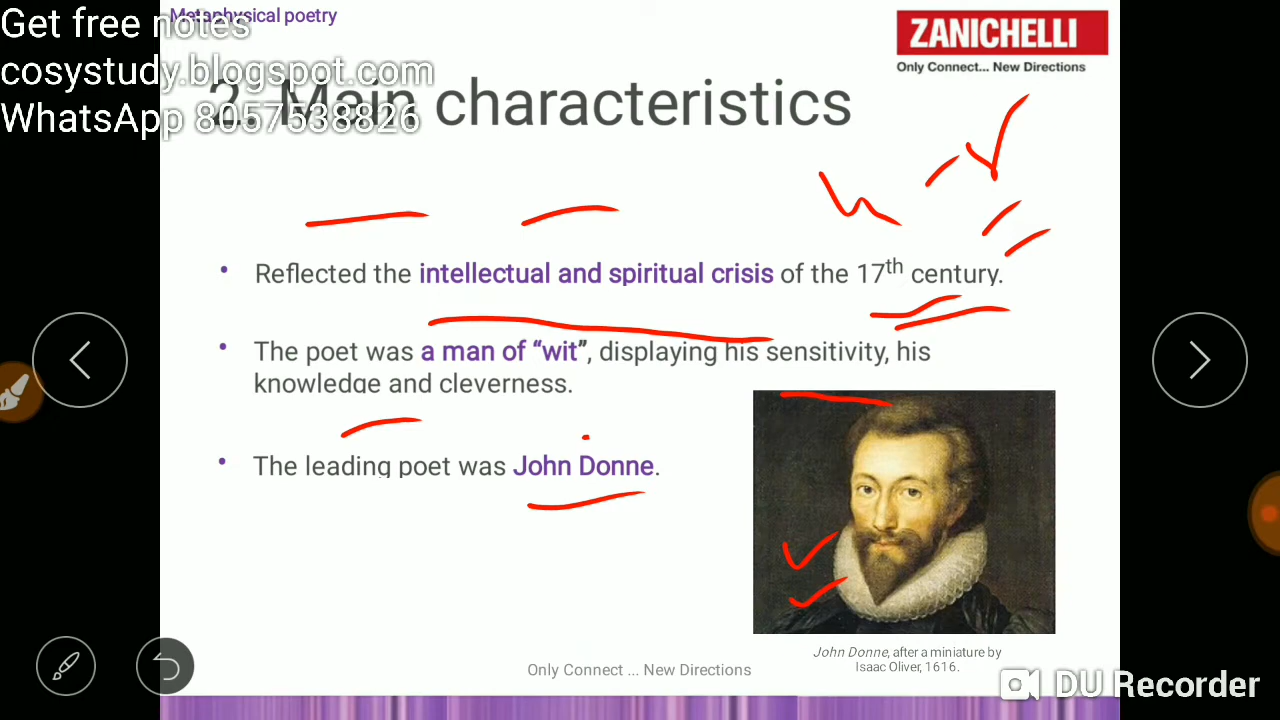 Get free notes
cosystudy.blogspot.com
WhatsApp 8057538826
Metaphysical poetry
ZANICHELLI
Only Connect... New Directions
2. Main characteristics
• Reflected the intellectual and spiritual crisis of the 17th century.
• The poet was a man of “wit”, displaying his sensitivity, his
knowledge and cleverness.
• The leading poet was John Donne.
John Donne, after a miniature by
Isaac Oliver, 1616.
Only Connect ... New Directions
DU Recorder